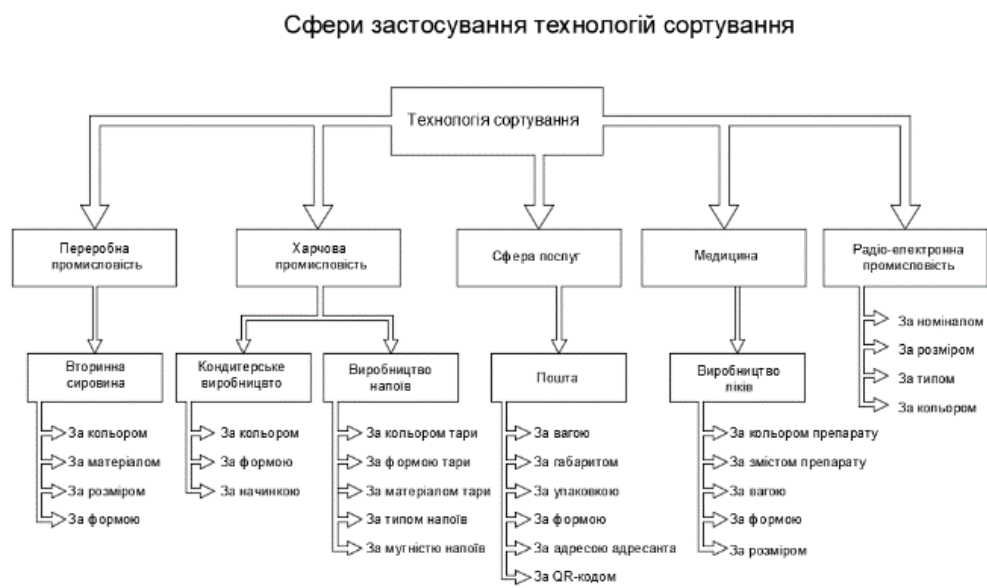 Сфери застосування технологій сортування
Технологія сортування
Переробна
промисловість
Харчова
промисловість
Сфера послуг
Медицина
Радіо-електронна
промисловість
Вторинна
сировина
За кольором
За матеріалом
За розміром
За формою
Кондитерське
виробницвто
За кольором
За формою
За начинкою
Виробництво
напоїв
За кольором тари
За формою тари
За матеріалом тари
За типом напоїв
За мутністю напоїв
Пошта
За вагою
За габаритом
За упаковкою
За формою
За адресою адресанта
За QR-кодом
Виробництво
ліків
За кольором препарату
За змістом препарату
За вагою
За формою
За розміром
За номіналом
За розміром
За типом
За кольором